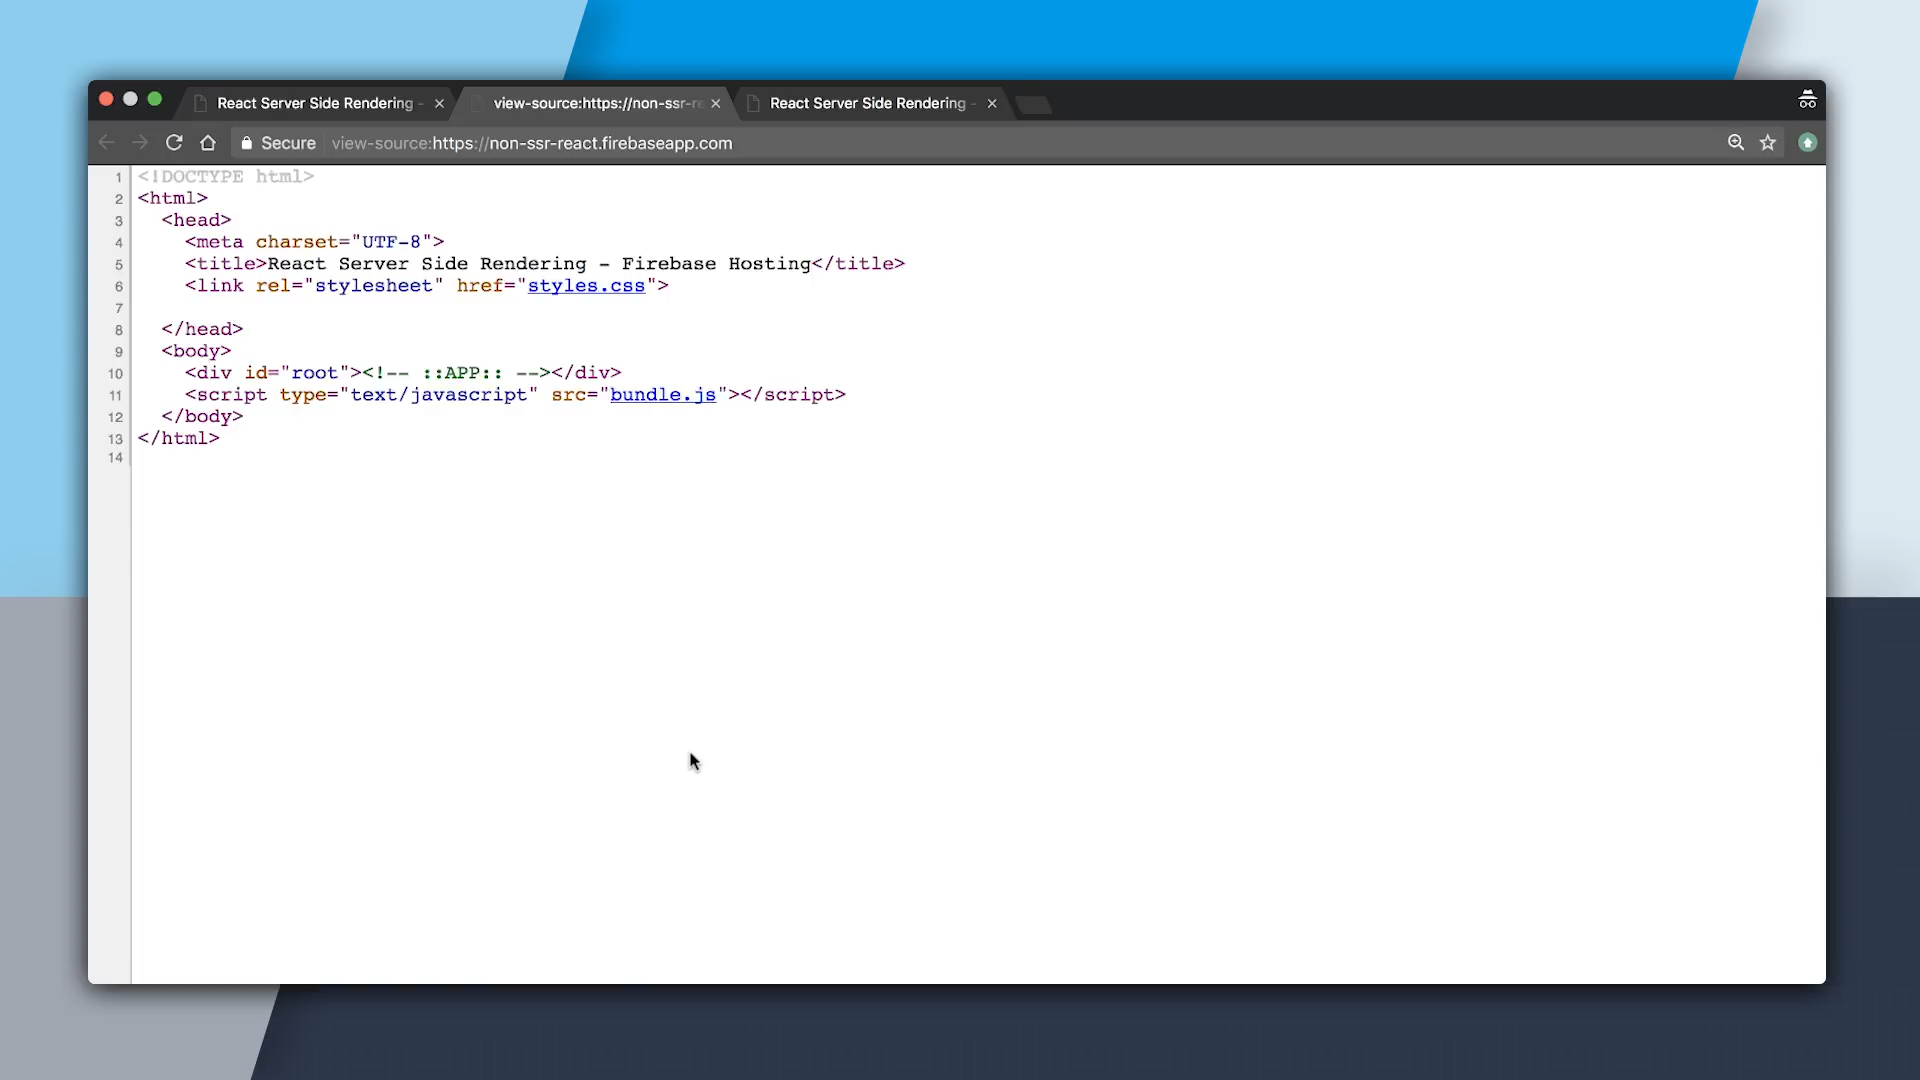 React Server Side Rendering -
view-source:https://non-ssr-re
React Server Side Rendering -
Secure view-source:https://non-ssr-react.firebaseapp.com
1 <!DOCTYPE html>
2 <html>
3 <head>
4 <meta charset="UTF-8">
5 <title>React Server Side Rendering - Firebase Hosting</title>
6 <link rel="stylesheet" href="styles.css">
7
8 </head>
9 <body>
10 <div id="root"><!-- ::APP:: --></div>
11 <script type="text/javascript" src="bundle.js"></script>
12 </body>
13 </html>
14